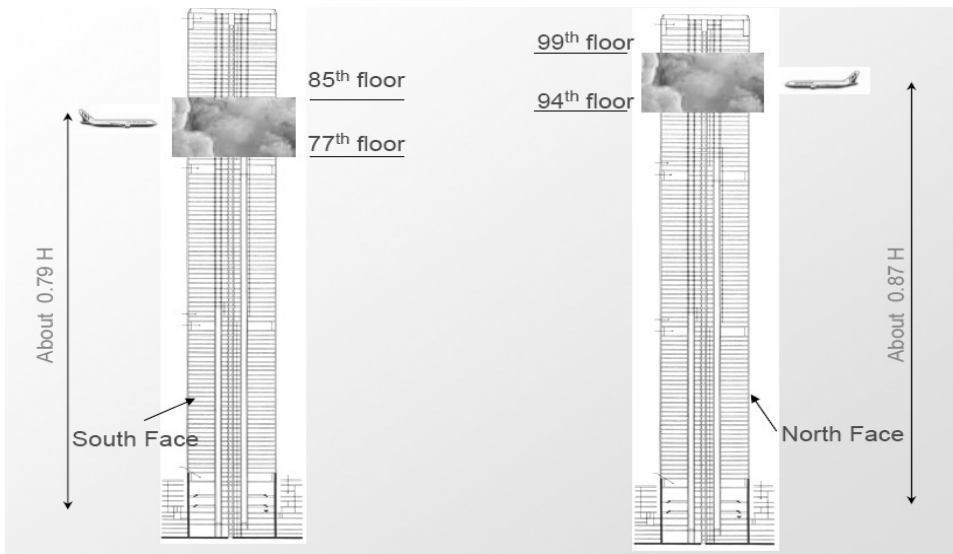 85th floor
77th floor
About 0.79 H
South Face
99th floor
94th floor
About 0.87 H
North Face